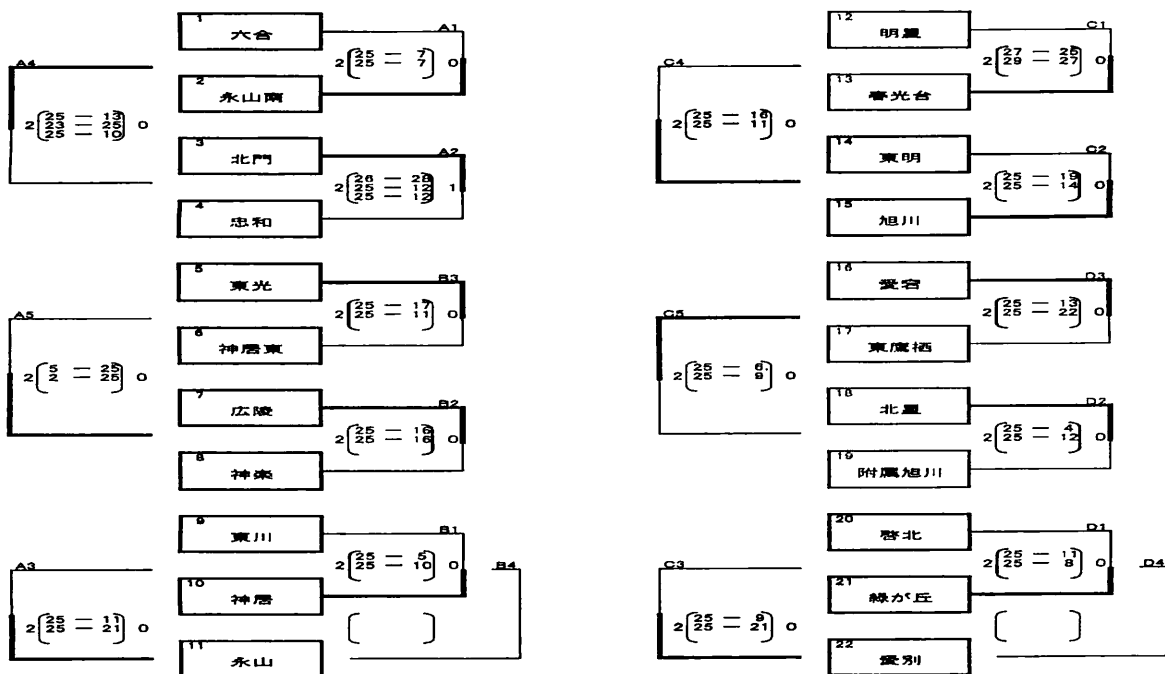 1 六合
A1
2 (25 — 7) 0
25 — 7
2 永山南
A4
2 (25 — 13) 0
23 — 25
25 — 10
3 北門
A2
2 (26 — 28) 1
25 — 12
25 — 12
4 忠和
5 東光
B3
2 (25 — 17) 0
25 — 11
6 神居東
A5
2 (5 — 25) 0
2 — 25
7 広陵
B2
2 (25 — 16) 0
25 — 16
8 神楽
9 東川
B1
2 (25 — 5) 0
25 — 10
10 神居
B4
A3
2 (25 — 11) 0
25 — 21
11 永山
12 明星
C1
2 (27 — 25) 0
29 — 27
13 春光台
C4
2 (25 — 16) 0
25 — 11
14 東明
C2
2 (25 — 19) 0
25 — 14
15 旭川
16 愛宕
D3
2 (25 — 13) 0
25 — 22
17 東鷹栖
C5
2 (25 — 6) 0
25 — 9
18 北星
D2
2 (25 — 4) 0
25 — 12
19 附属旭川
20 啓北
D1
2 (25 — 11) 0
25 — 8
21 緑が丘
D4
C3
2 (25 — 9) 0
25 — 21
22 愛別